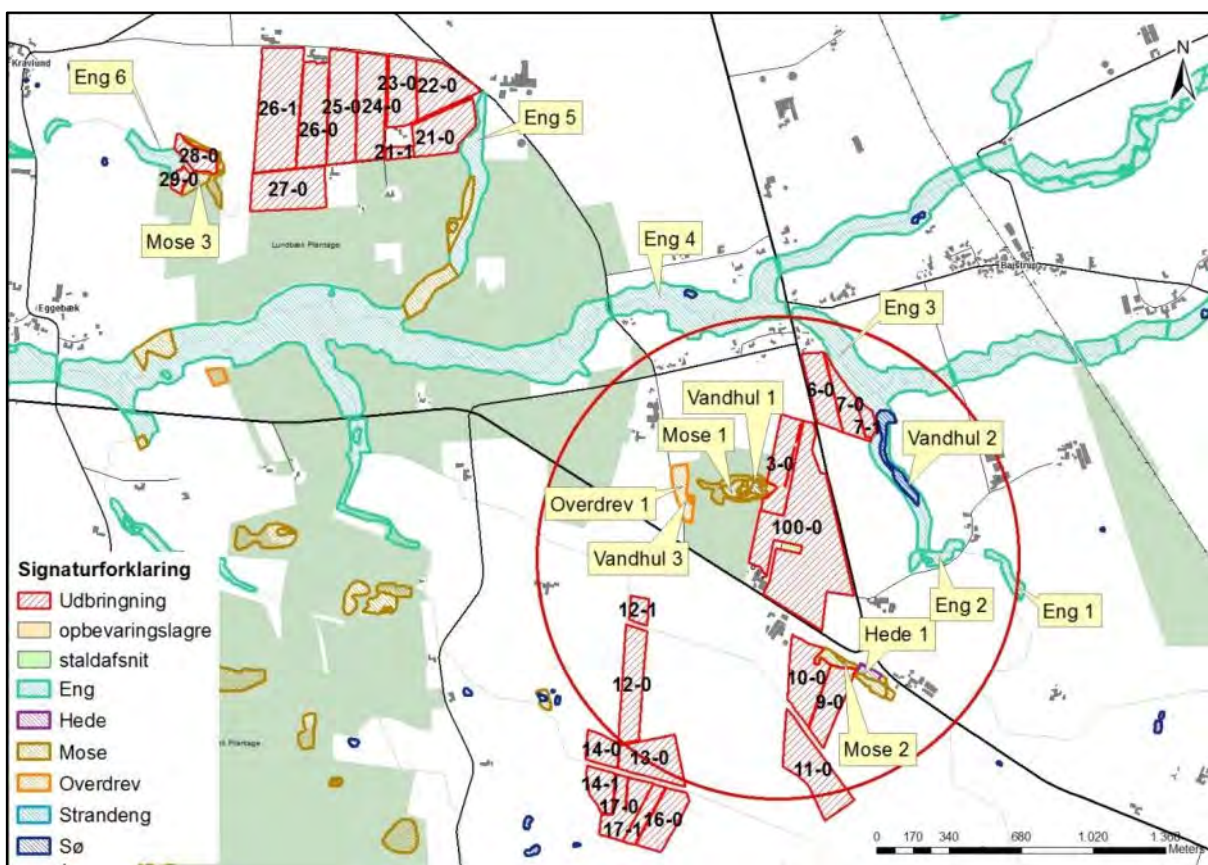 N
Kravlund
Eng 6
23-0
22-0
26-1
25-0
24-0
Eng 5
26-0
21-0
21-1
28-0
29-0
27-0
Mose 3
Lundbæk Plantage
Eng 4
Bajstrup
Eggebæk
Eng 3
6-0
7-0
7-1
Vandhul 1
Mose 1
Vandhul 2
3-0
Overdrev 1
100-0
Vandhul 3
Eng 2
Eng 1
12-1
Hede 1
12-0
10-0
9-0
Mose 2
14-0
13-0
11-0
14-1
17-0
16-0
17-1
Plantage
Signaturforklaring
Udbringning
opbevaringslagre
staldafsnit
Eng
Hede
Mose
Overdrev
Strandeng
Sø
0 170 340 680 1.020 1.360
Meters